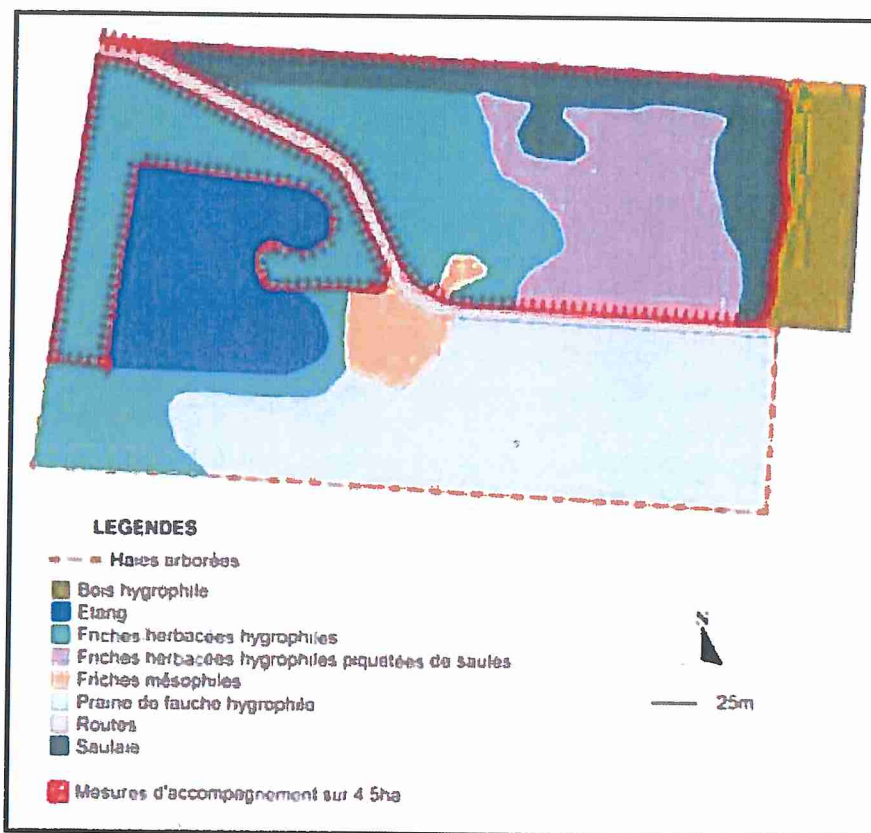 LEGENDES
Haies arborées
Bois hygrophile
Etang
Friches herbacées hygrophiles
Friches herbacées hygrophiles piquetées de saules
Friches mésophiles
Prairie de fauche hygrophile
Routes
Saulaie
Mesures d'accompagnement sur 4 5ha
N
25m